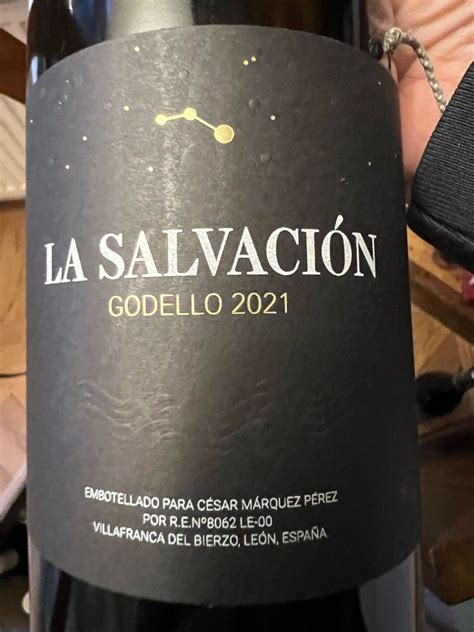 LA SALVACIÓN
GODELLO 2021
EMBOTELLADO PARA CÉSAR MÁRQUEZ PÉREZ
POR R.E.Nº8062 LE-00
VILLAFRANCA DEL BIERZO, LEÓN, ESPAÑA